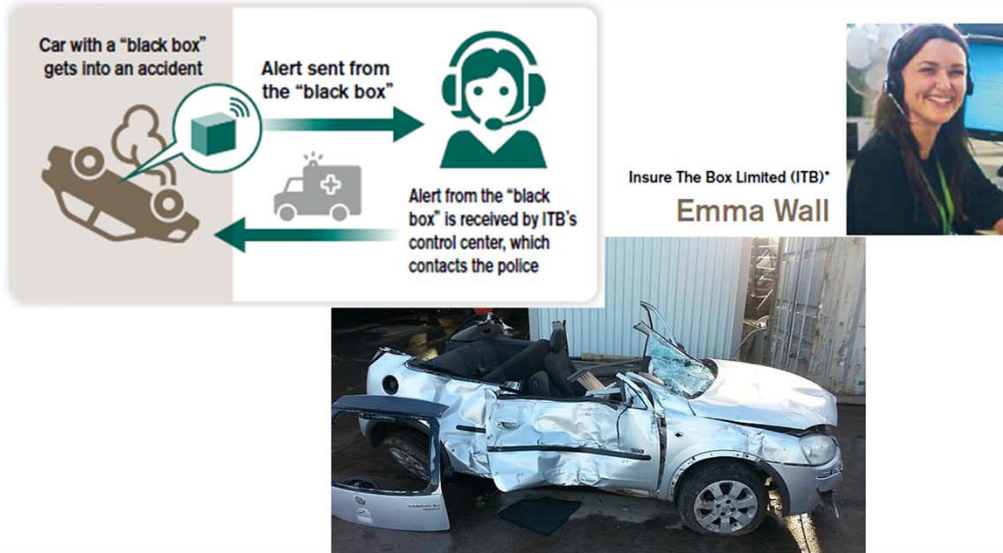 Car with a “black box”
gets into an accident
Alert sent from
the “black box”
Alert from the “black
box” is received by ITB’s
control center, which
contacts the police
Insure The Box Limited (ITB)*
Emma Wall